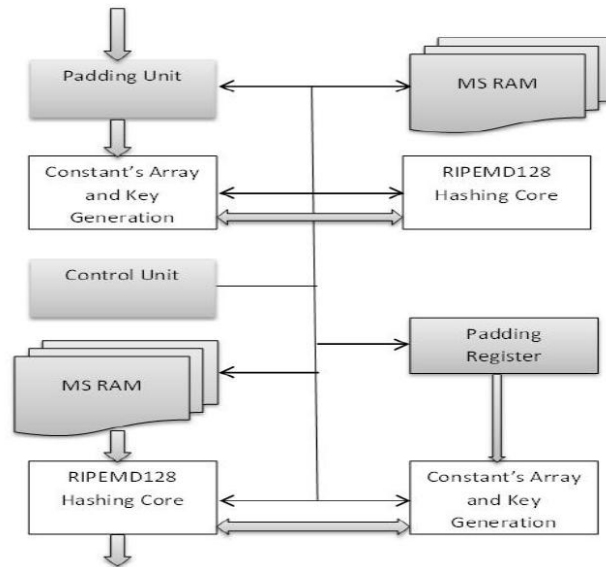 Padding Unit
MS RAM
Constant's Array
and Key
Generation
RIPEMD128
Hashing Core
Control Unit
Padding
Register
MS RAM
RIPEMD128
Hashing Core
Constant's Array
and Key
Generation